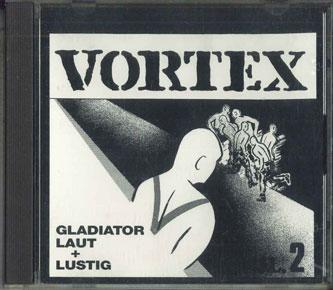 VORTEX
GLADIATOR
LAUT
+
LUSTIG
2